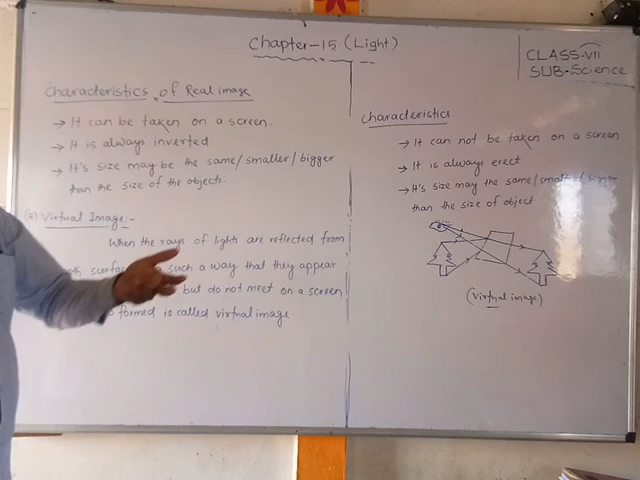 Chapter-15 (Light)
CLASS-VII
SUB-Science
Characteristics of Real image
→ It can be taken on a screen.
→ It is always inverted
→ It's size may be the same/smaller/bigger
than the size of the objects.
(2) Virtual Image:-
When the rays of light are reflected from
such a way that they appear
but do not meet on a screen
formed is called virtual image.
Characteristics
→ It can not be taken on a screen
→ It is always erect
→ It's size may the same/smaller/bigger
than the size of object
(Virtual image)